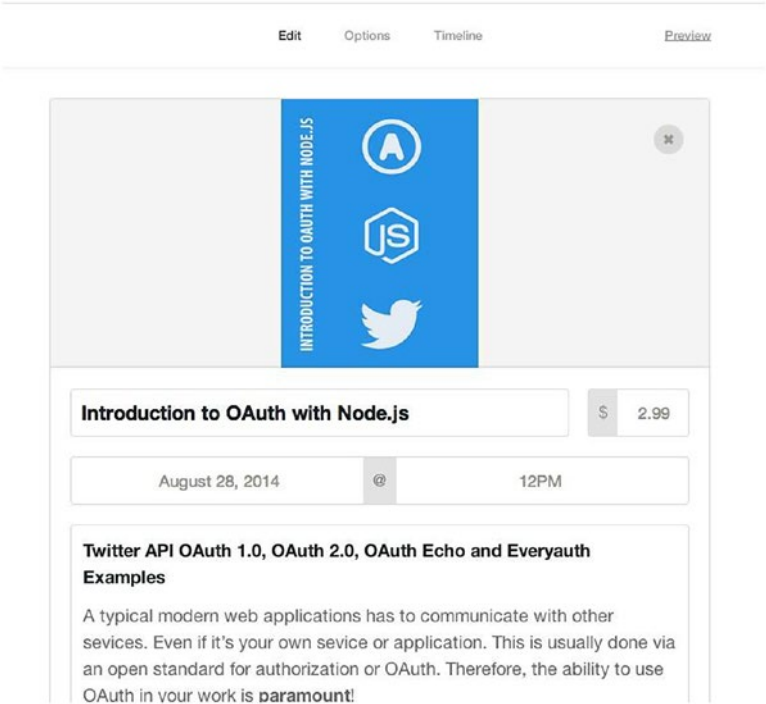 Edit Options Timeline Preview
INTRODUCTION TO OAUTH WITH NODE.JS
A
JS
✖
Introduction to OAuth with Node.js $ 2.99
August 28, 2014 @ 12PM
Twitter API OAuth 1.0, OAuth 2.0, OAuth Echo and Everyauth
Examples
A typical modern web applications has to communicate with other
sevices. Even if it's your own sevice or application. This is usually done via
an open standard for authorization or OAuth. Therefore, the ability to use
OAuth in your work is paramount!